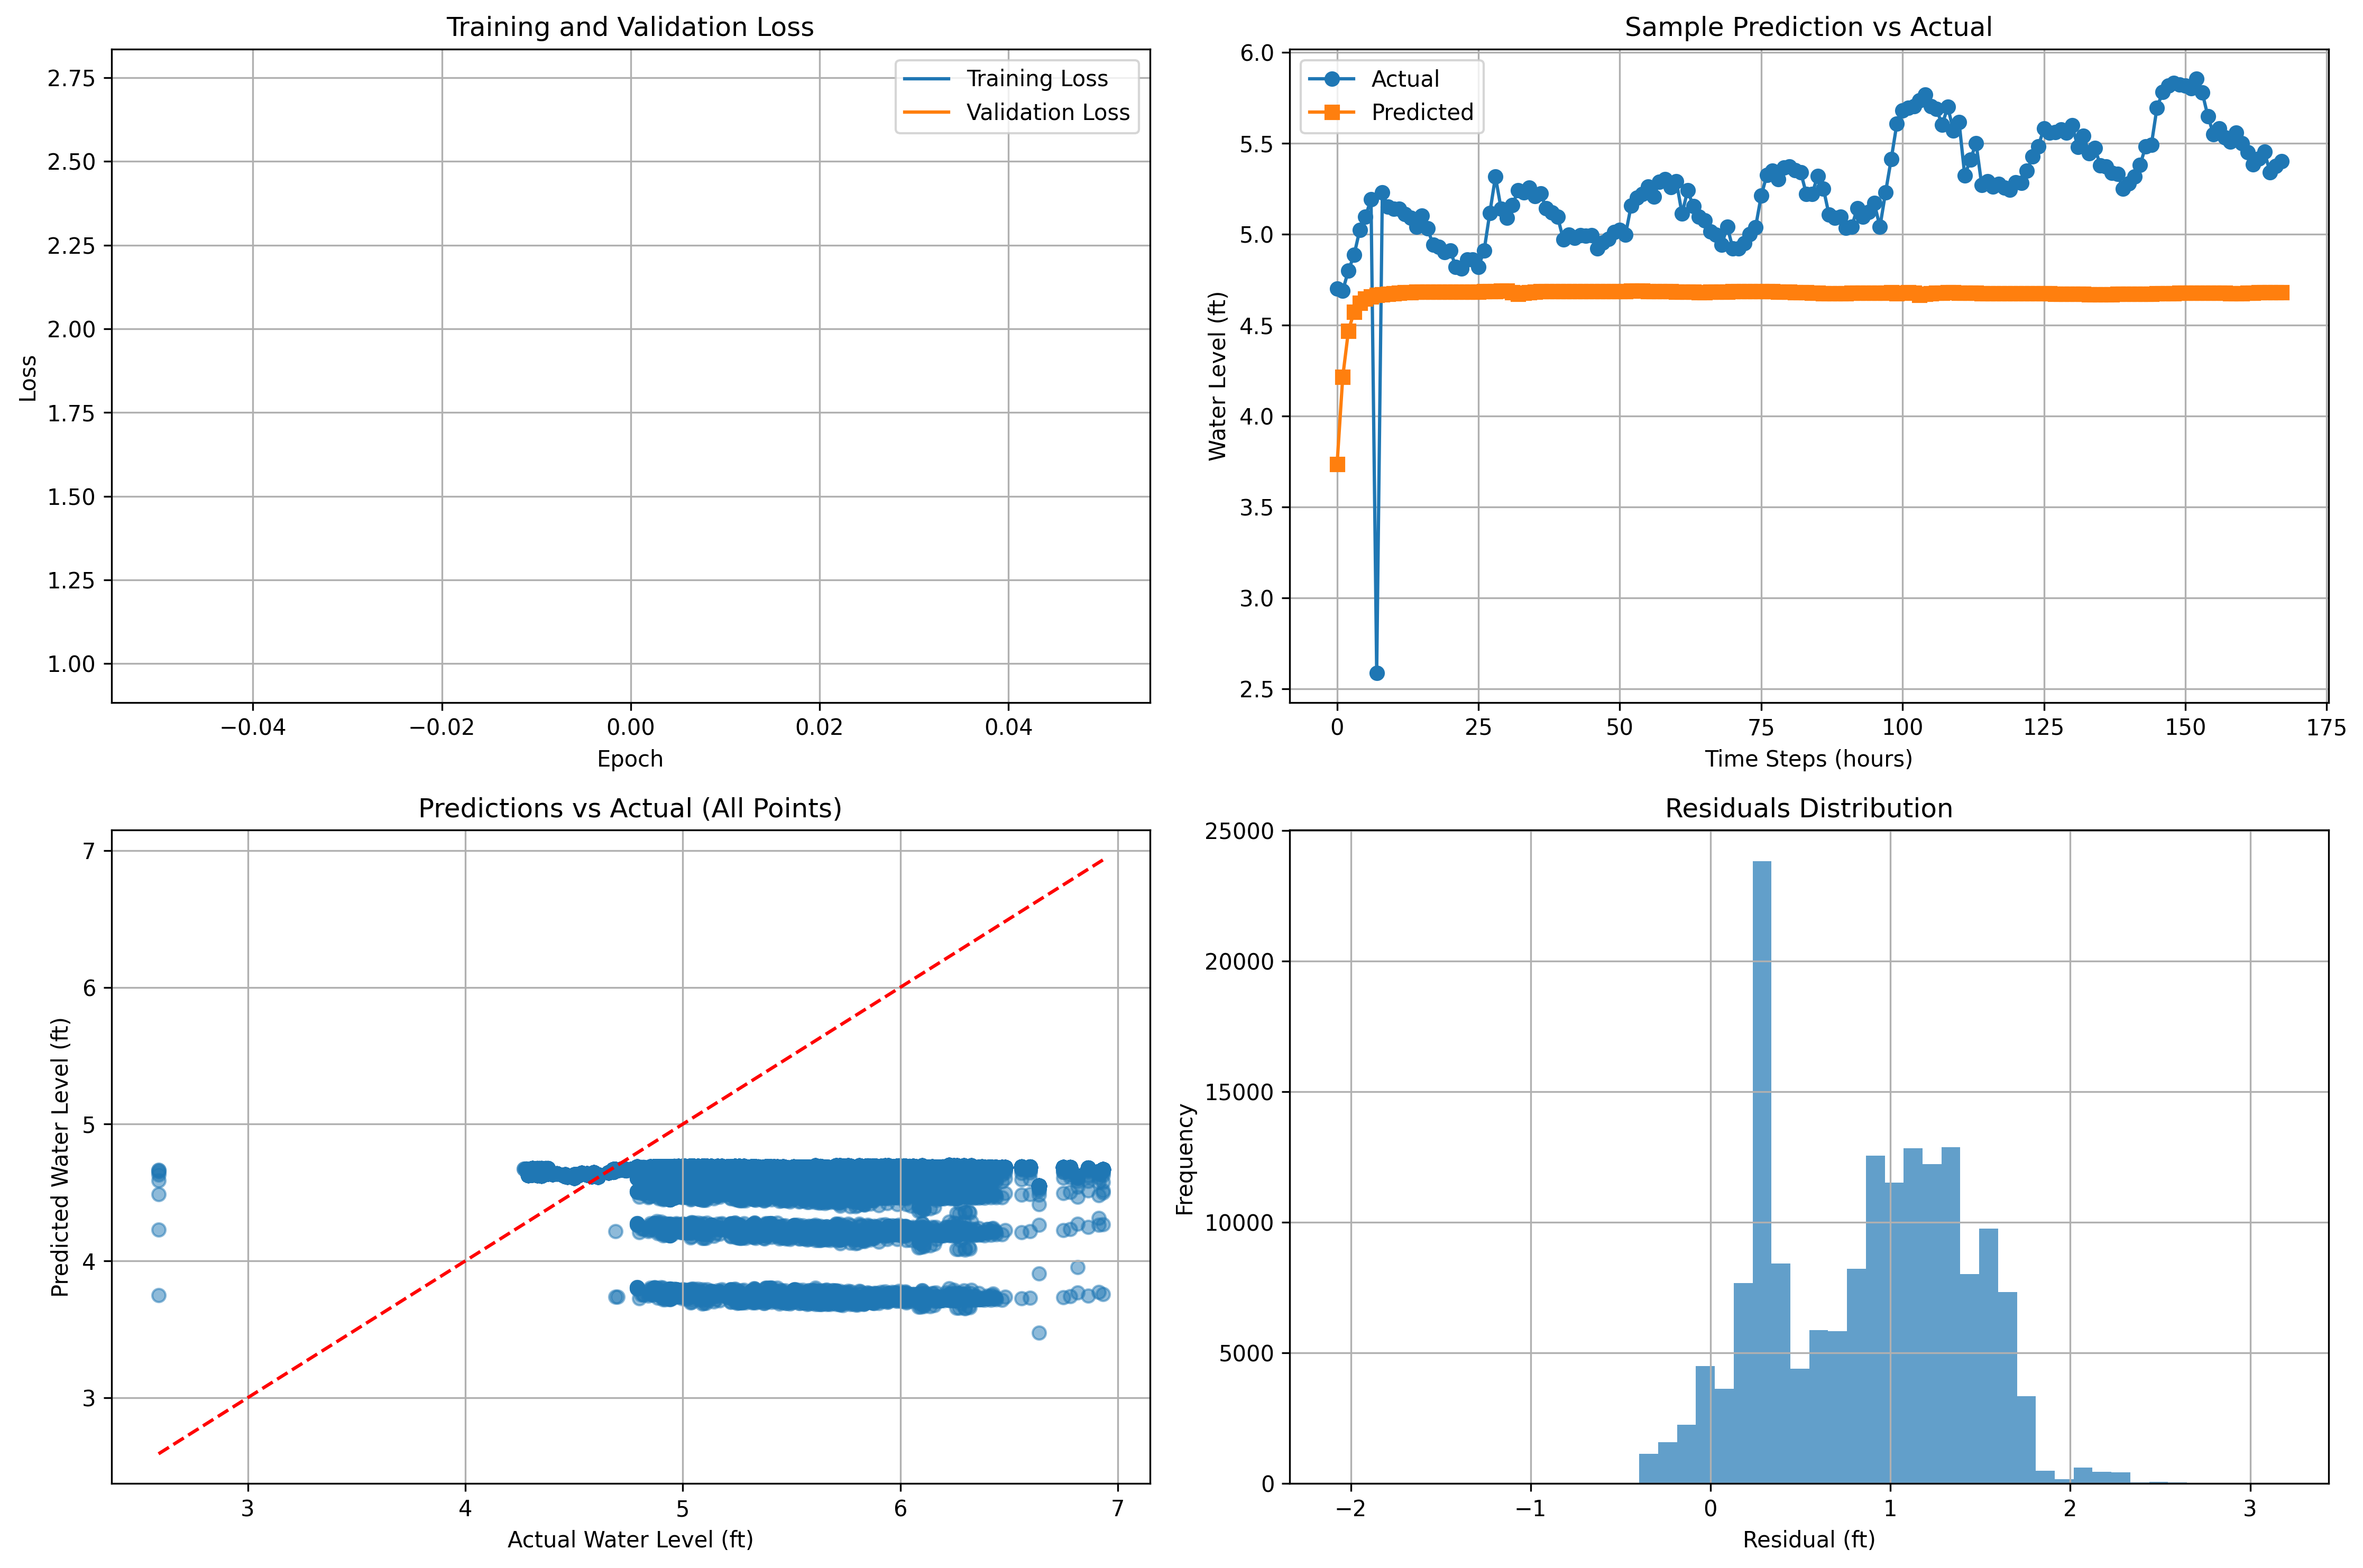 Training and Validation Loss
2.75
2.50
2.25
2.00
1.75
1.50
1.25
1.00
Loss
Training Loss
Validation Loss
−0.04 −0.02 0.00 0.02 0.04
Epoch
Sample Prediction vs Actual
6.0
5.5
5.0
4.5
4.0
3.5
3.0
2.5
Water Level (ft)
Actual
Predicted
0 25 50 75 100 125 150 175
Time Steps (hours)
Predictions vs Actual (All Points)
7
6
5
4
3
Predicted Water Level (ft)
3 4 5 6 7
Actual Water Level (ft)
Residuals Distribution
25000
20000
15000
10000
5000
0
Frequency
−2 −1 0 1 2 3
Residual (ft)